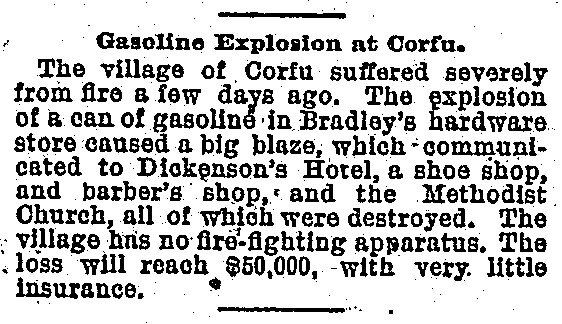 Gasoline Explosion at Corfu.
The village of Corfu suffered severely
from fire a few days ago. The explosion
of a can of gasoline in Bradley's hardware
store caused a big blaze, which communi-
cated to Dickenson's Hotel, a shoe shop,
and barber's shop, and the Methodist
Church, all of which were destroyed. The
village has no fire-fighting apparatus. The
loss will reach $50,000, with very little
insurance.